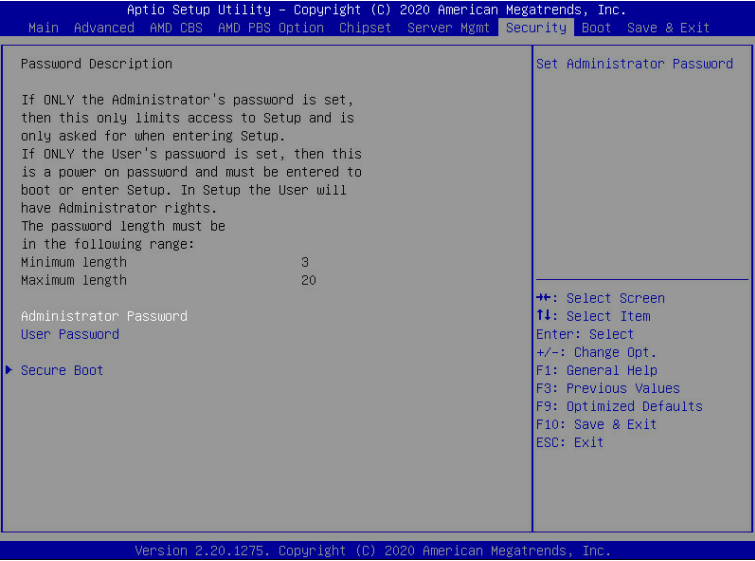 Aptio Setup Utility – Copyright (C) 2020 American Megatrends, Inc.
Main Advanced AMD CBS AMD PBS Option Chipset Server Mgmt Security Boot Save & Exit
Password Description
If ONLY the Administrator's password is set,
then this only limits access to Setup and is
only asked for when entering Setup.
If ONLY the User's password is set, then this
is a power on password and must be entered to
boot or enter Setup. In Setup the User will
have Administrator rights.
The password length must be
in the following range:
Minimum length 3
Maximum length 20
Administrator Password
User Password
Secure Boot
Set Administrator Password
→←: Select Screen
↑↓: Select Item
Enter: Select
+/-: Change Opt.
F1: General Help
F3: Previous Values
F9: Optimized Defaults
F10: Save & Exit
ESC: Exit
Version 2.20.1275. Copyright (C) 2020 American Megatrends, Inc.